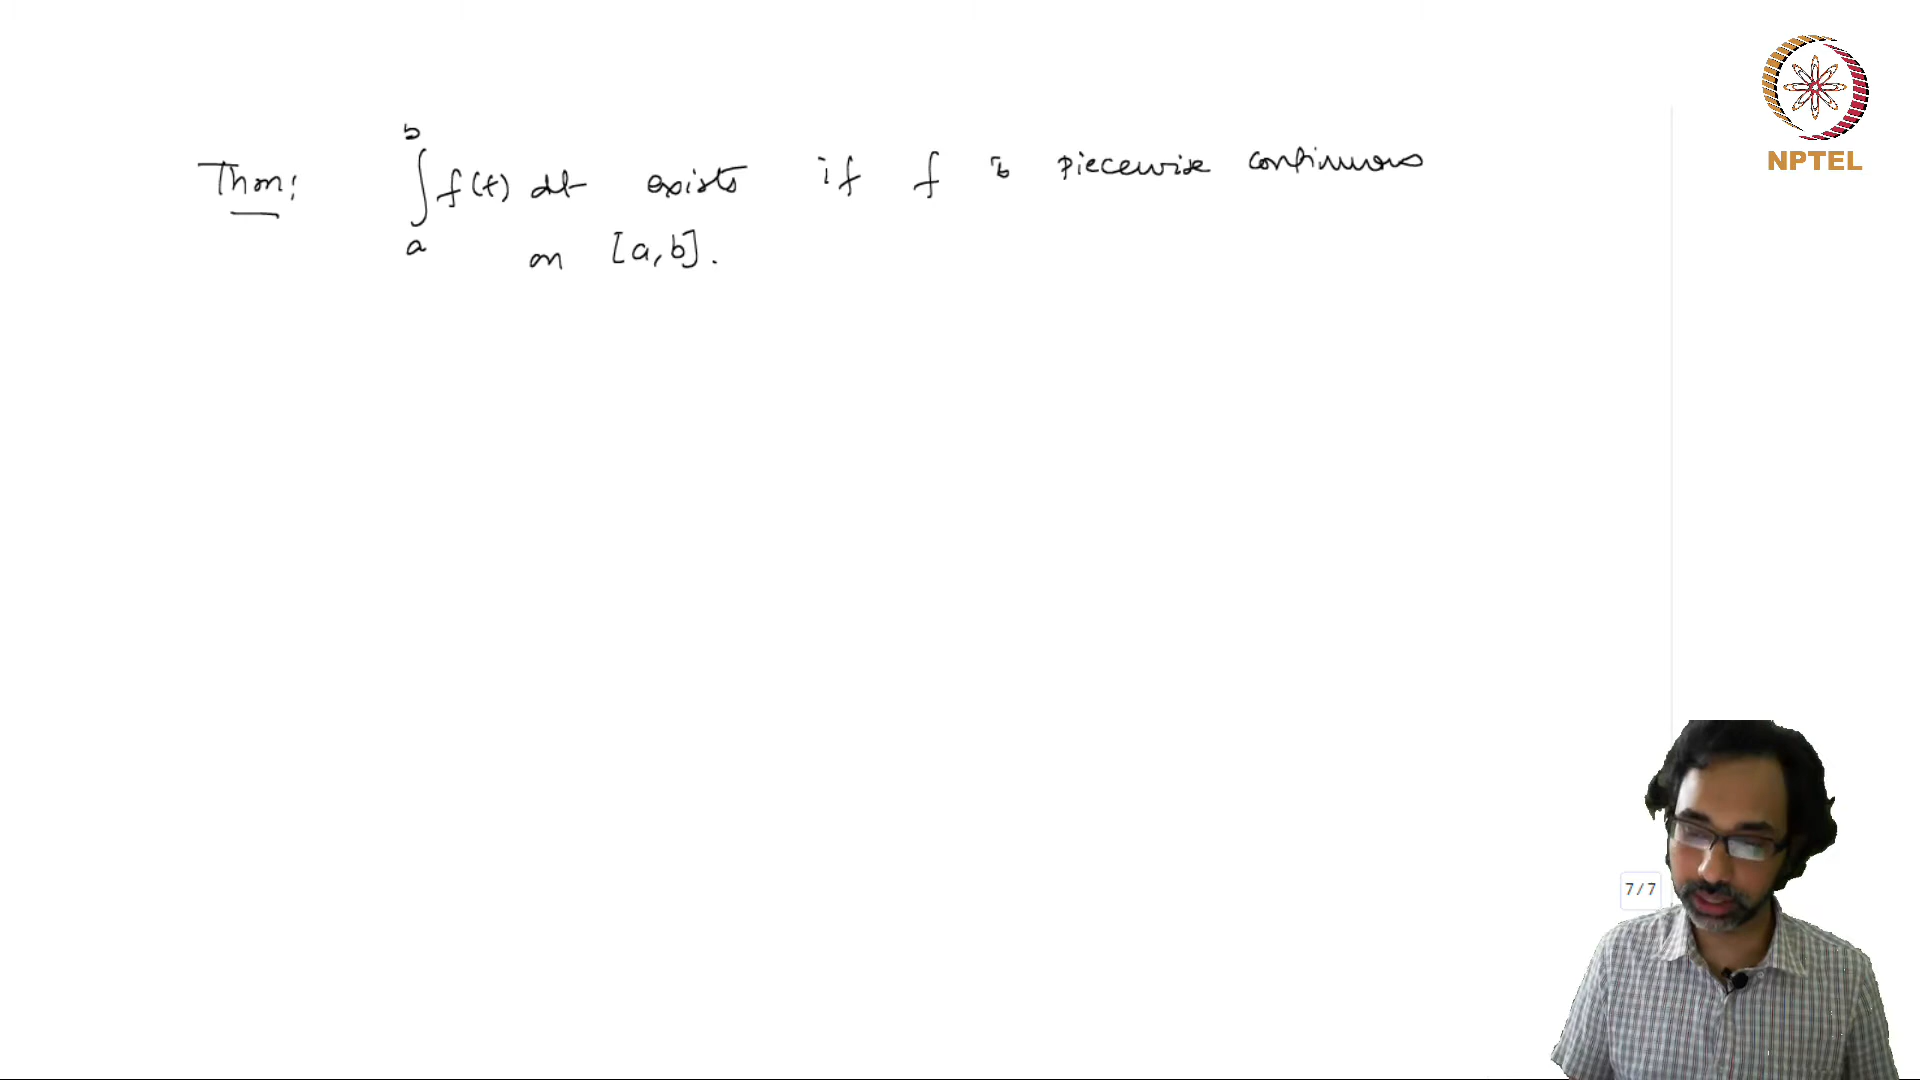 NPTEL
Thm: ∫_a^b f(t) dt exists if f is piecewise continuous
on [a,b].
7/7